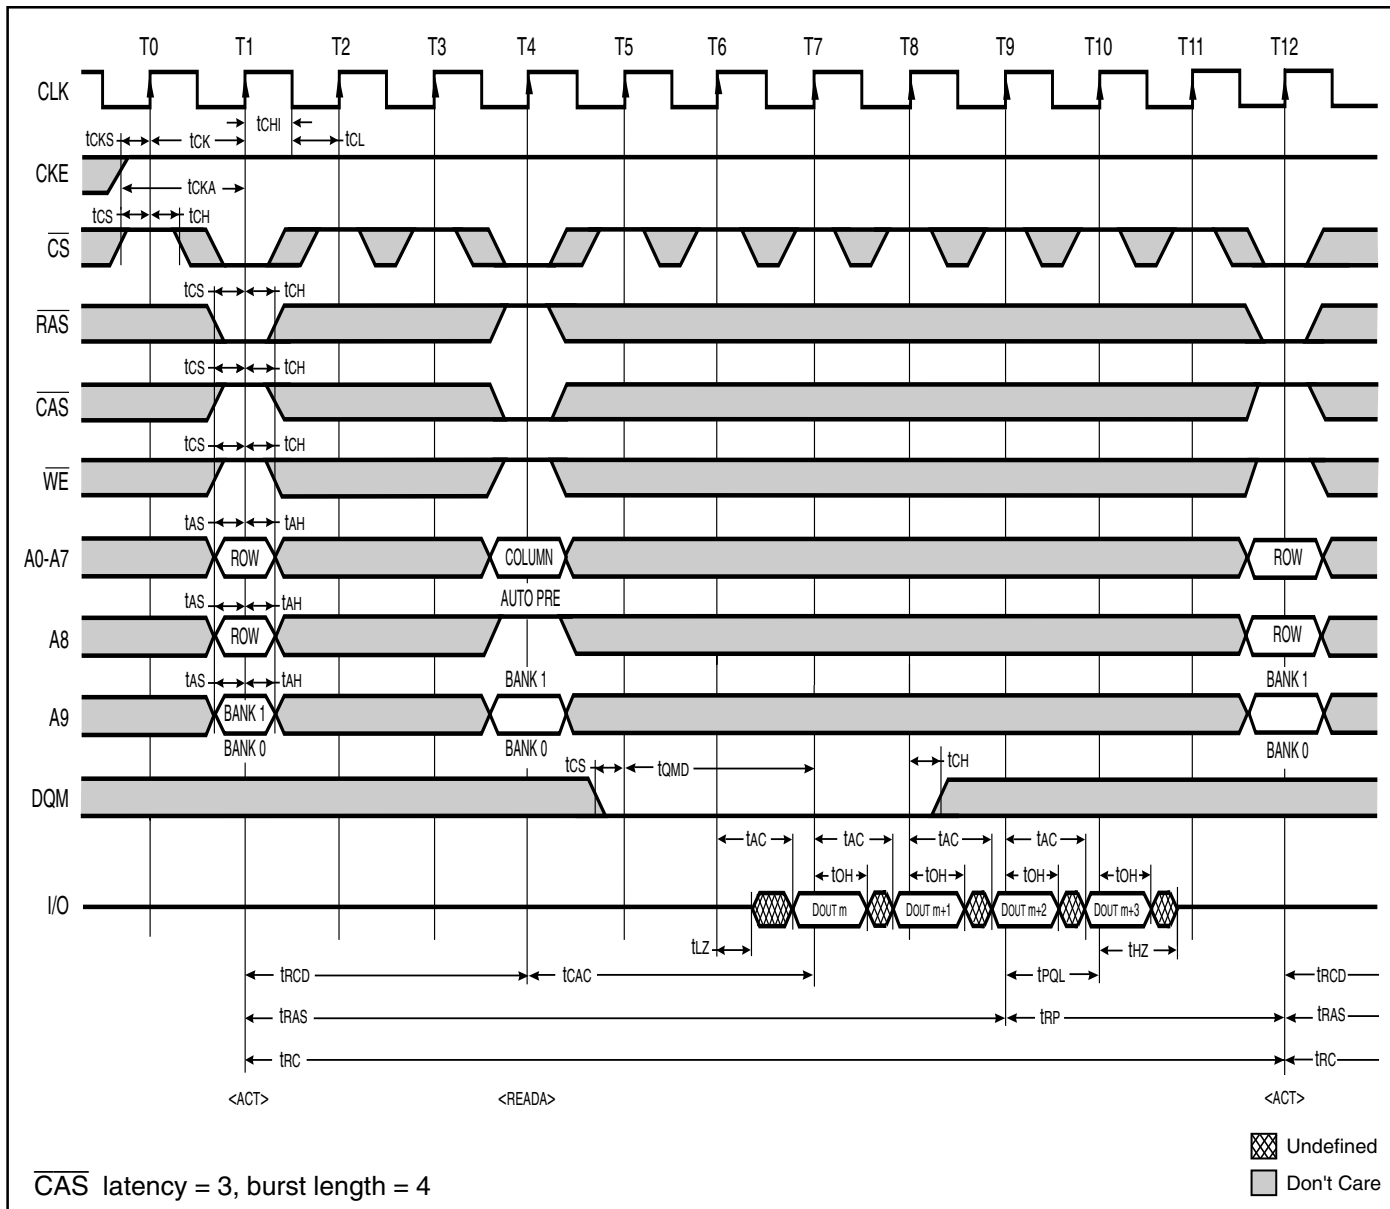 T0 T1 T2 T3 T4 T5 T6 T7 T8 T9 T10 T11 T12
CLK
tCHI
tCKS tCK tCL
CKE
tCKA
tCS tCH
CS
tCS tCH
RAS
tCS tCH
CAS
tCS tCH
WE
tAS tAH
A0-A7 ROW COLUMN ROW
AUTO PRE
tAS tAH
A8 ROW ROW
tAS tAH BANK 1 BANK 1
A9 BANK 1
BANK 0 BANK 0 BANK 0
tCS tQMD tCH
DQM
tAC tAC tAC tAC
tOH tOH tOH tOH
I/O DOUT m DOUT m+1 DOUT m+2 DOUT m+3
tLZ tHZ
tRCD tCAC tPQL tRCD
tRAS tRP tRAS
tRC tRC
<ACT> <READA> <ACT>
Undefined
CAS latency = 3, burst length = 4 Don't Care